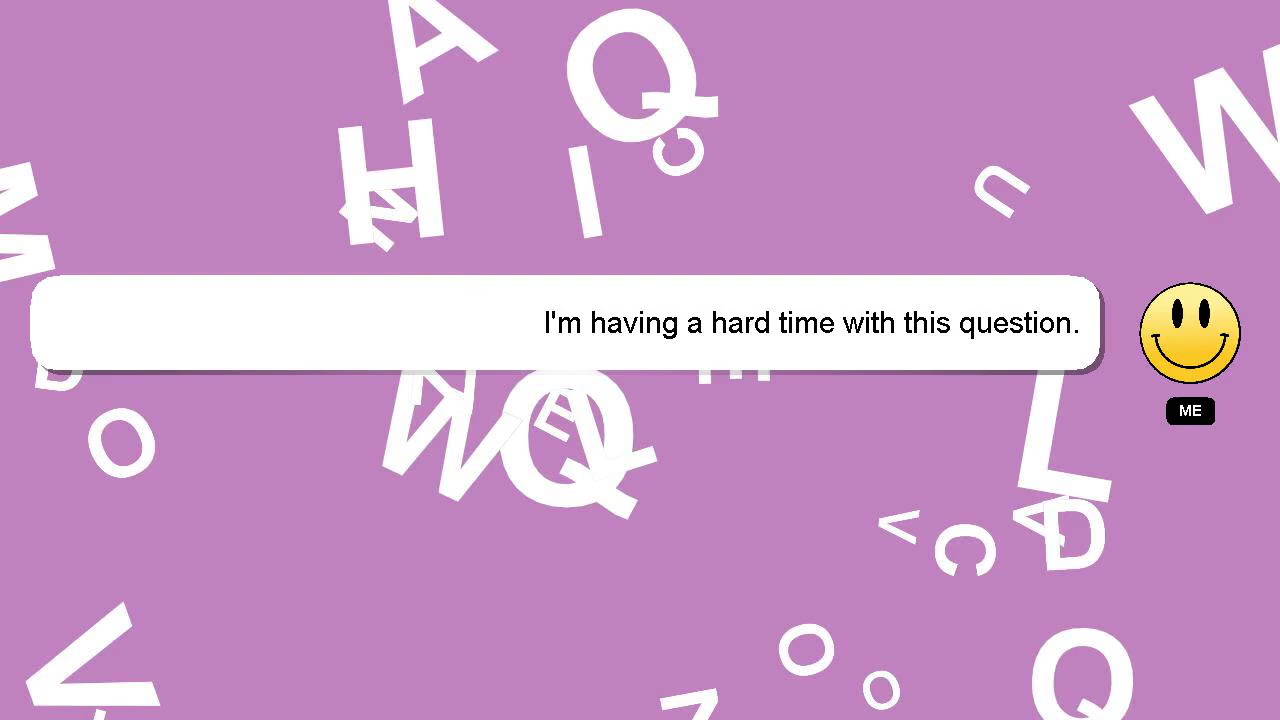 A
Q
W
H
C
I
M
U
N
I'm having a hard time with this question.
ME
D
O
W
Q
E
L
V
C
A
D
V
O
O
Q